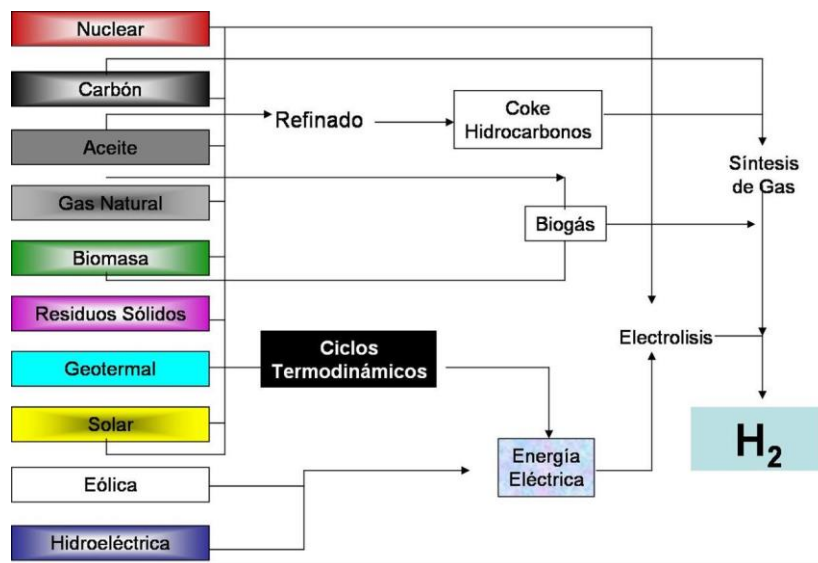 Nuclear
Carbón
Aceite
Gas Natural
Biomasa
Residuos Sólidos
Geotermal
Solar
Eólica
Hidroeléctrica
Refinado
Coke
Hidrocarbonos
Síntesis
de Gas
Biogás
Ciclos
Termodinámicos
Electrolisis
Energía
Eléctrica
H₂